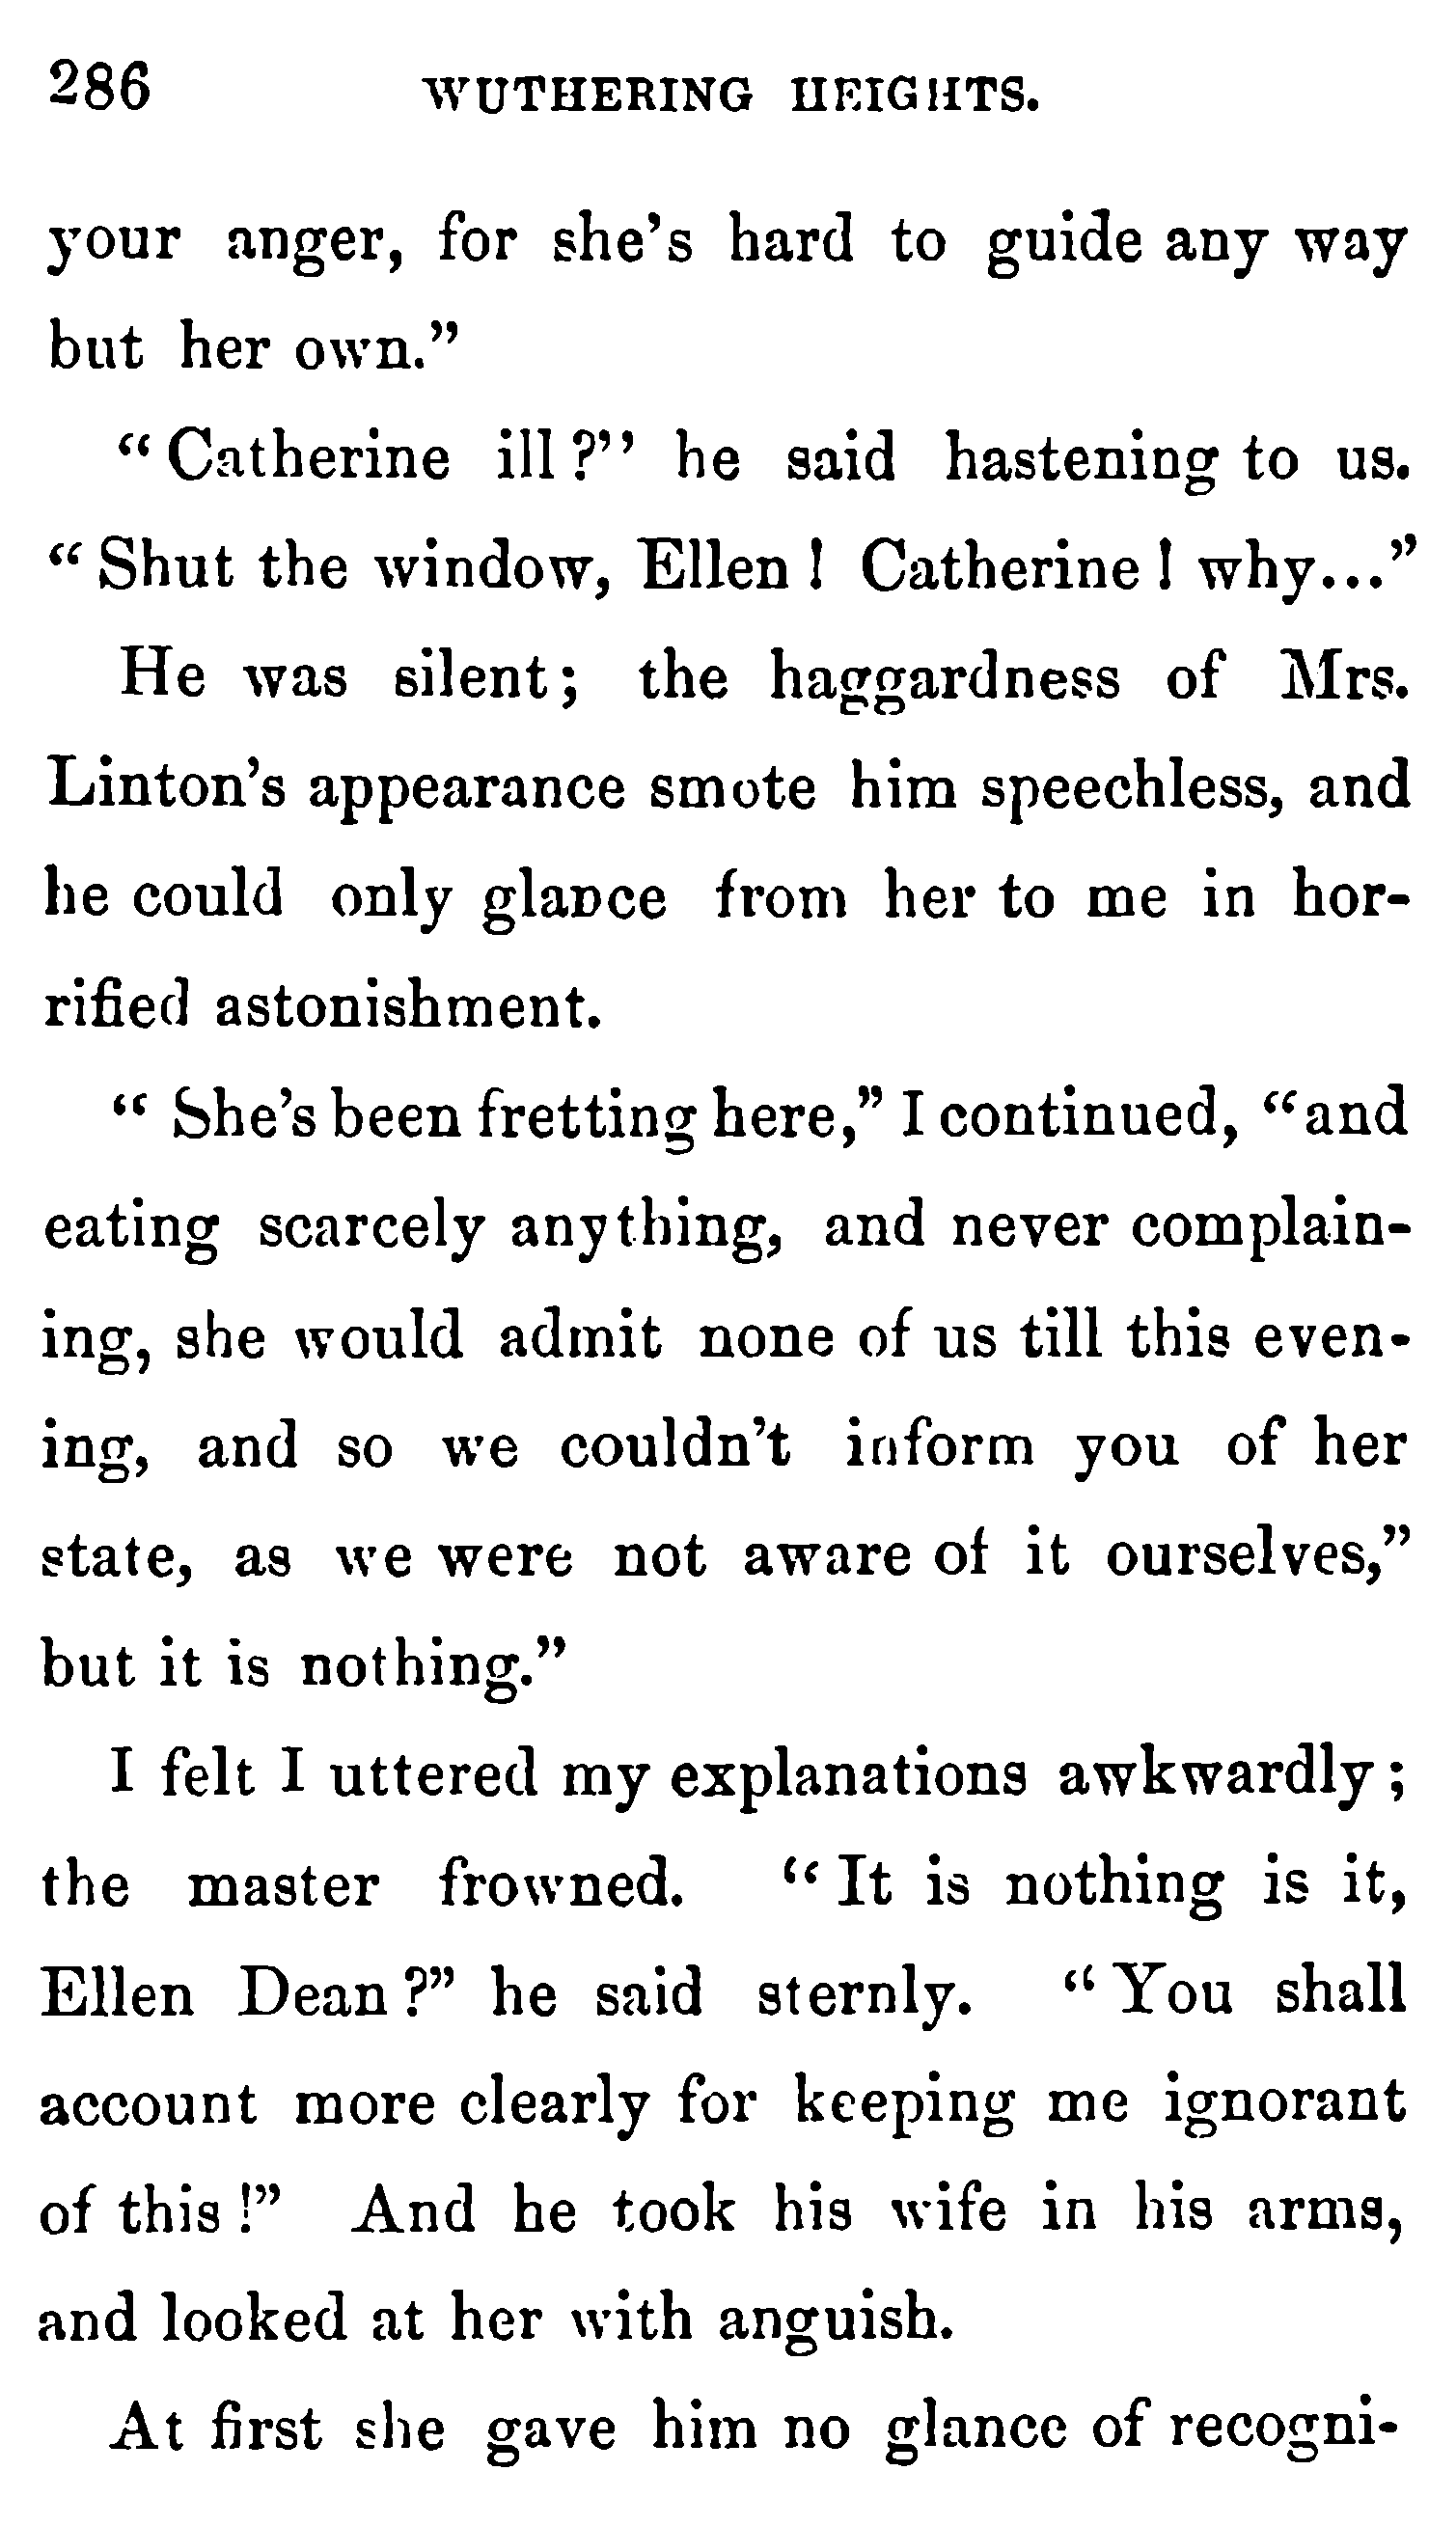 286 WUTHERING HEIGHTS.
your anger, for she's hard to guide any way
but her own.”
“Catherine ill?’’ he said hastening to us.
“Shut the window, Ellen! Catherine! why...”
He was silent; the haggardness of Mrs.
Linton's appearance smote him speechless, and
he could only glance from her to me in hor-
rified astonishment.
“She's been fretting here,” I continued, “and
eating scarcely anything, and never complain-
ing, she would admit none of us till this even-
ing, and so we couldn't inform you of her
state, as we were not aware of it ourselves,”
but it is nothing.”
I felt I uttered my explanations awkwardly;
the master frowned. “It is nothing is it,
Ellen Dean?” he said sternly. “You shall
account more clearly for keeping me ignorant
of this!” And he took his wife in his arms,
and looked at her with anguish.
At first she gave him no glance of recogni-